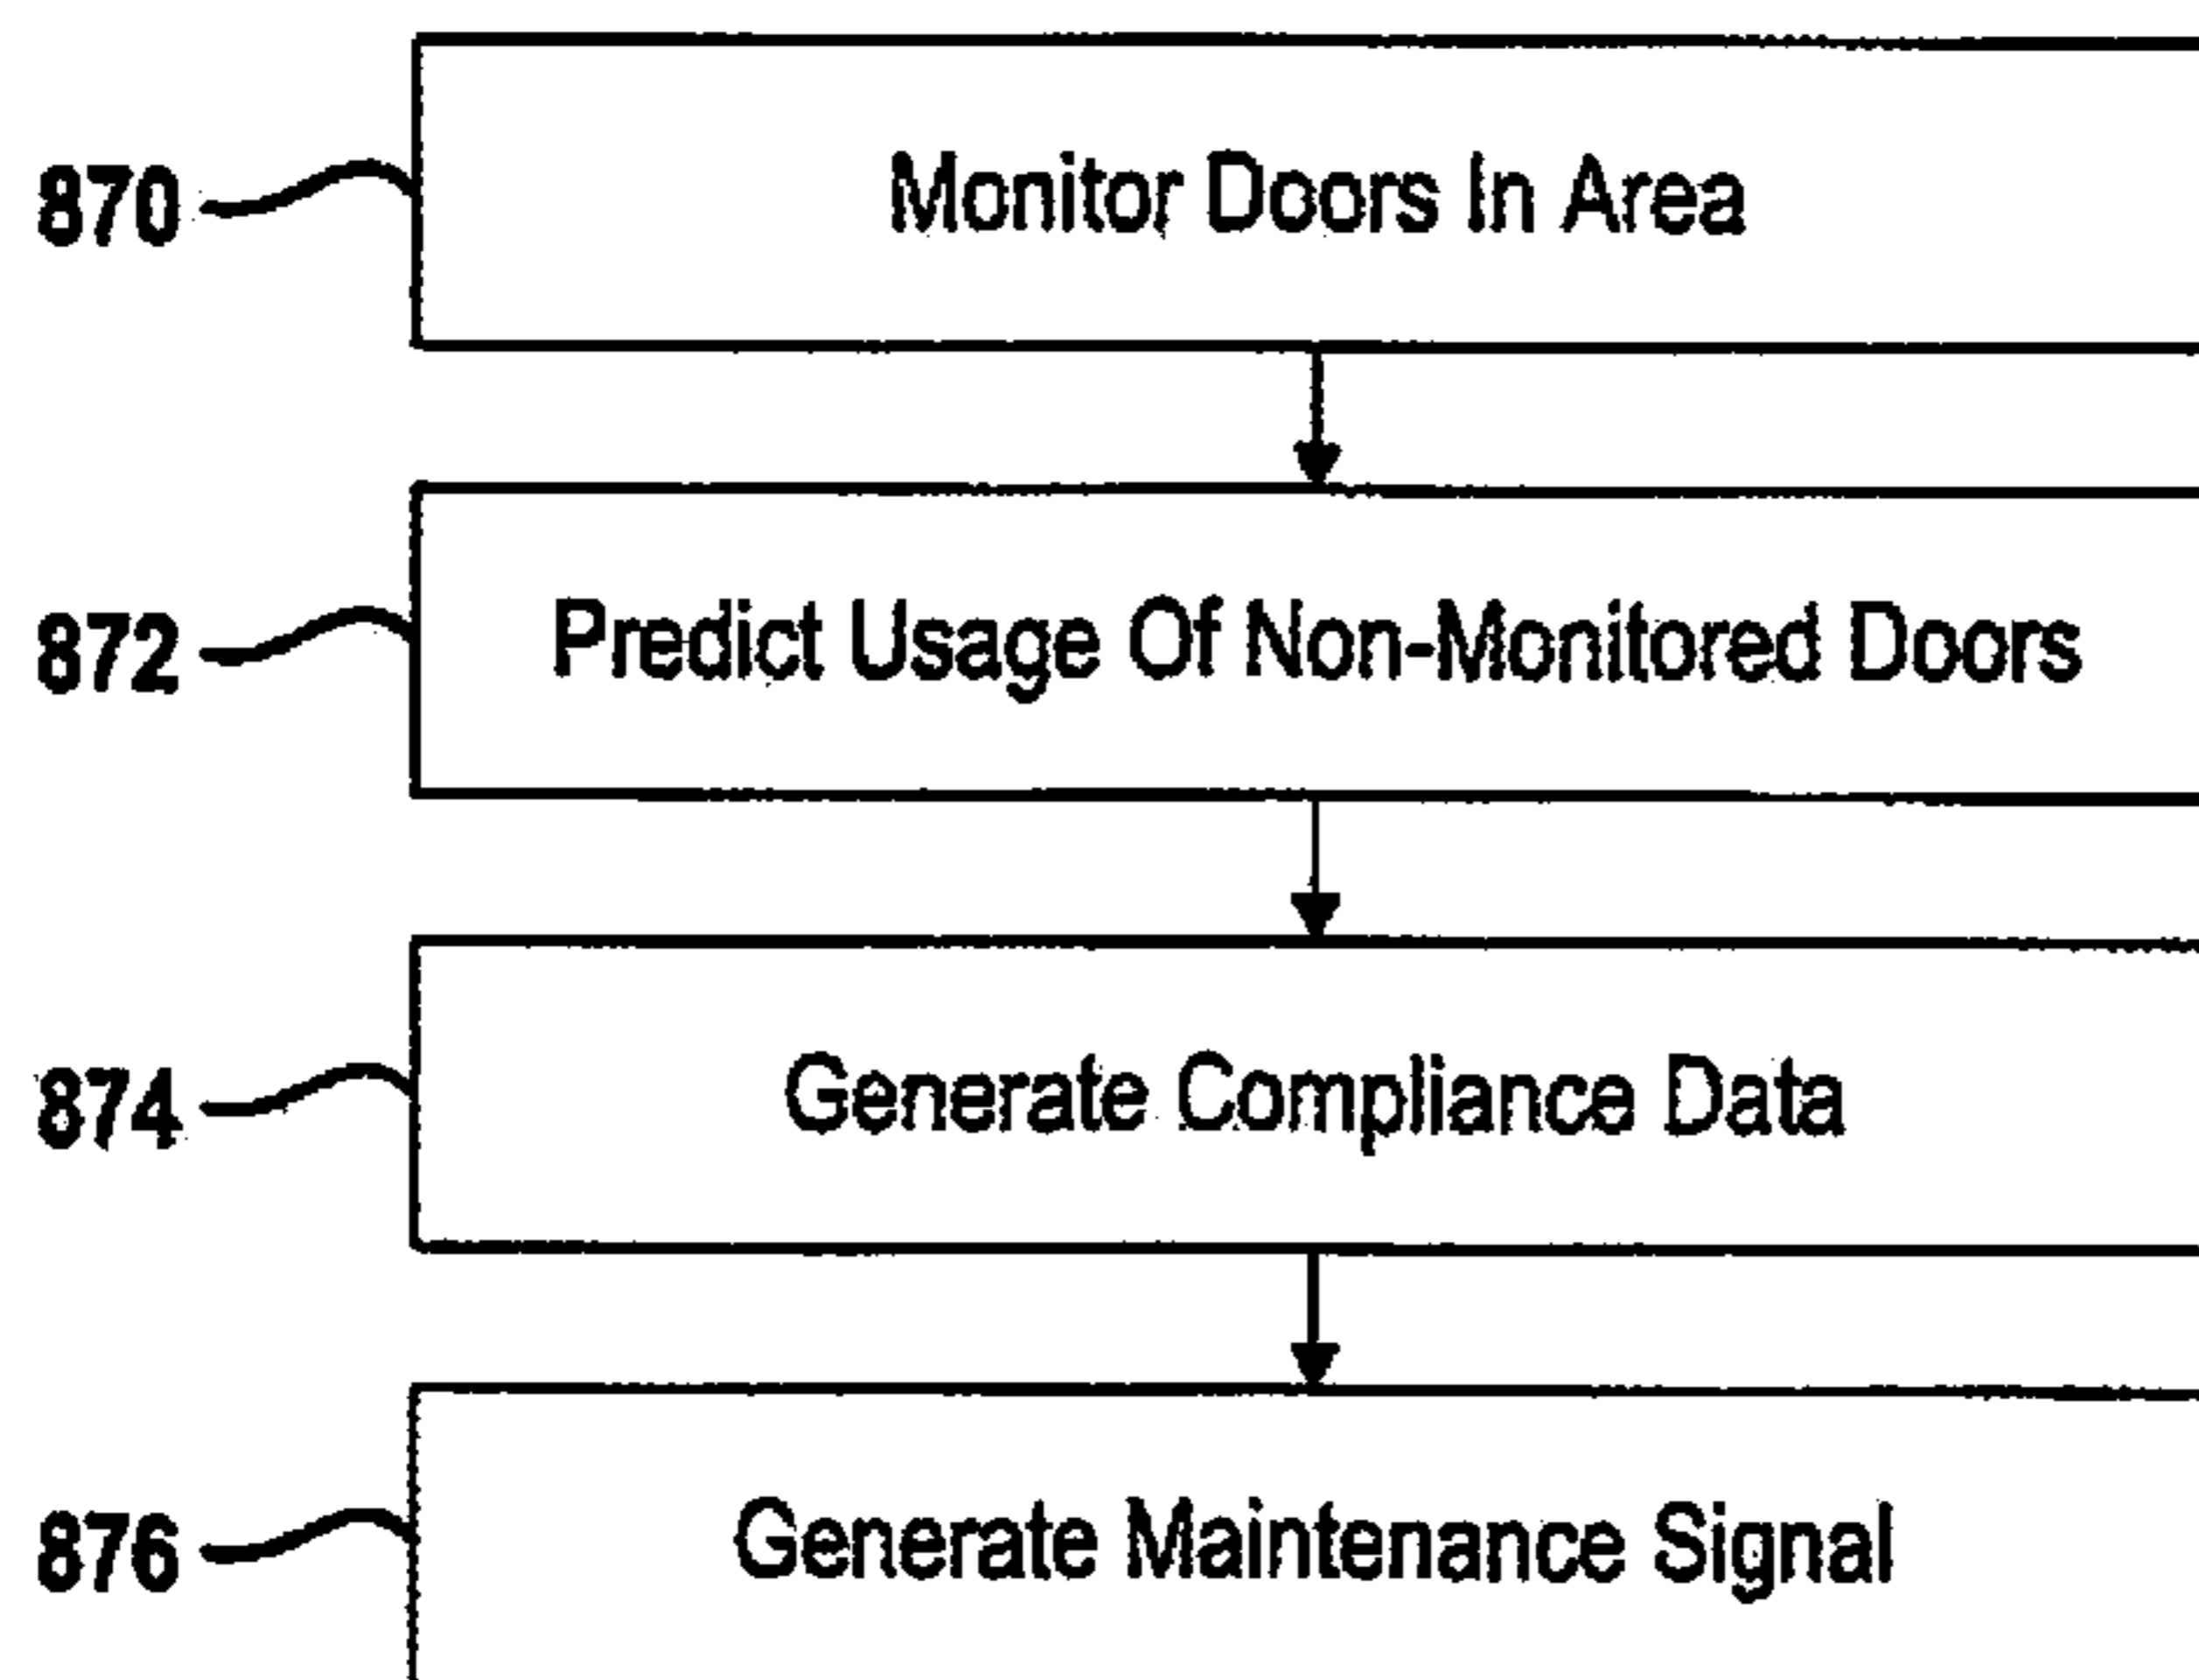 870 Monitor Doors In Area
872 Predict Usage Of Non-Monitored Doors
874 Generate Compliance Data
876 Generate Maintenance Signal